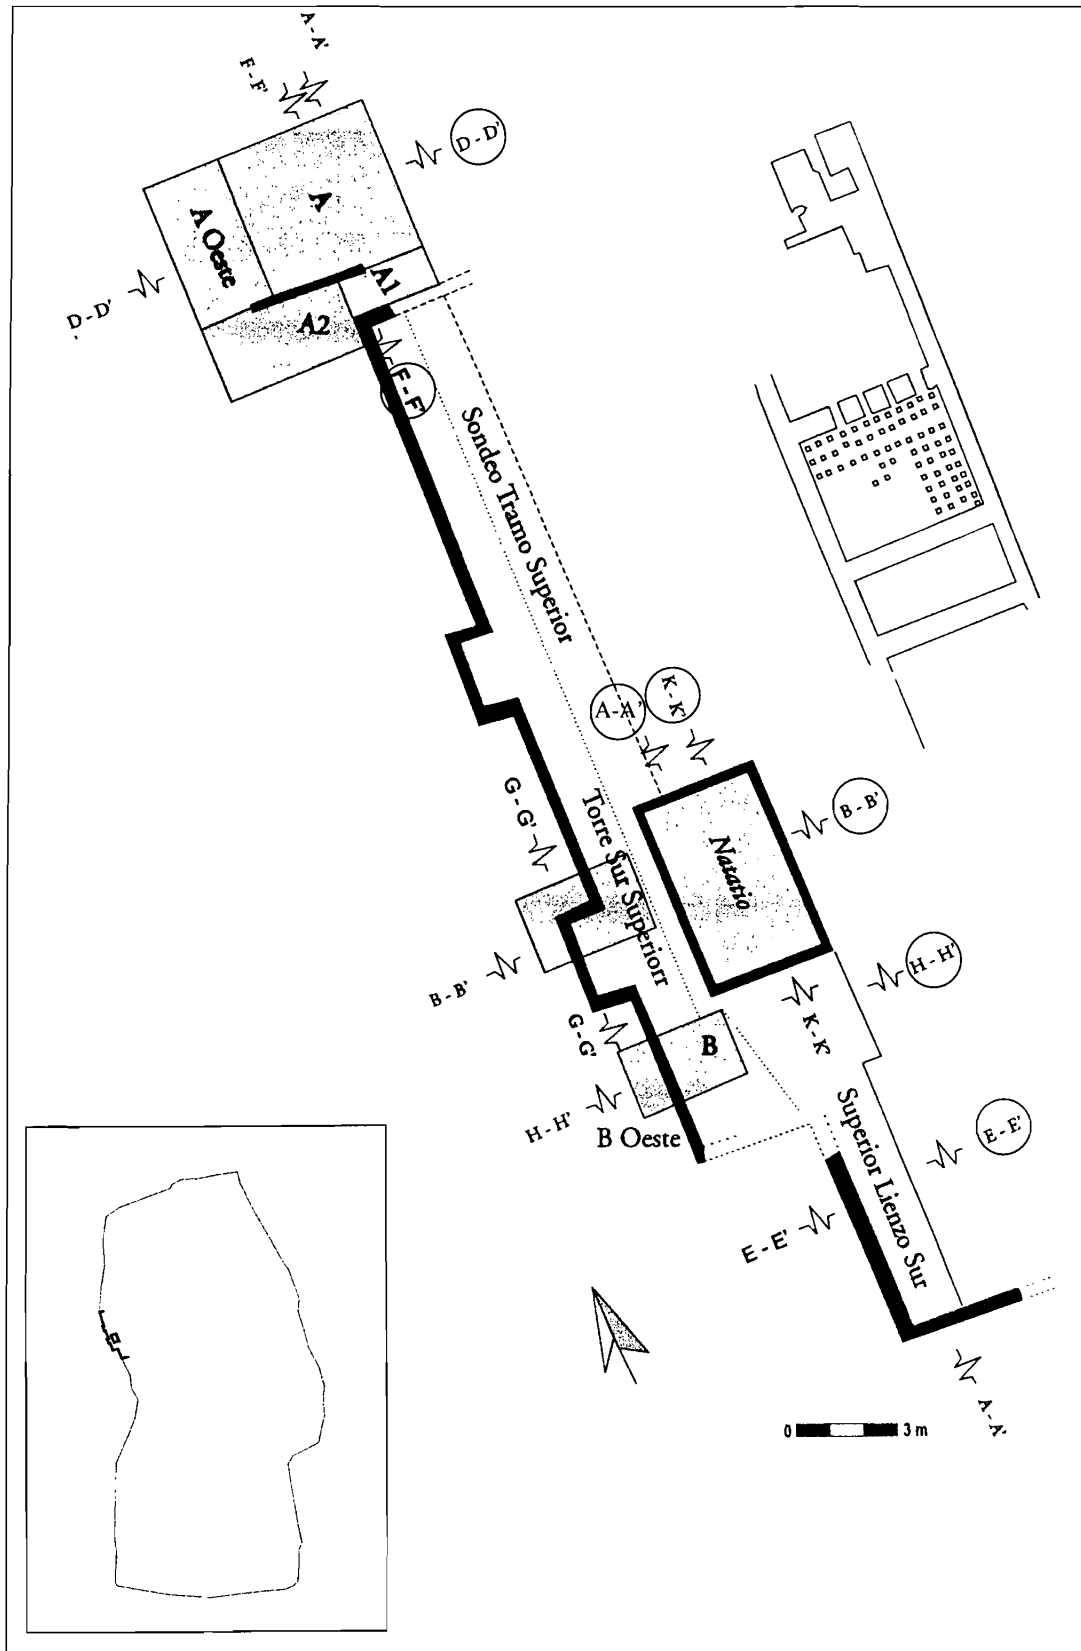 A - A'
F - F'
D - D'
A
A Oeste
D - D'
A1
A2
F - F'
Sondeo Tramo Superior
A-A'
K - K'
G - G'
Torre Sur Superiorr
Natatio
B - B'
B - B'
H - H'
G - G'
K - K'
B
H - H'
B Oeste
Superior Lienzo Sur
E - E'
E - E'
A - A'
0 3 m